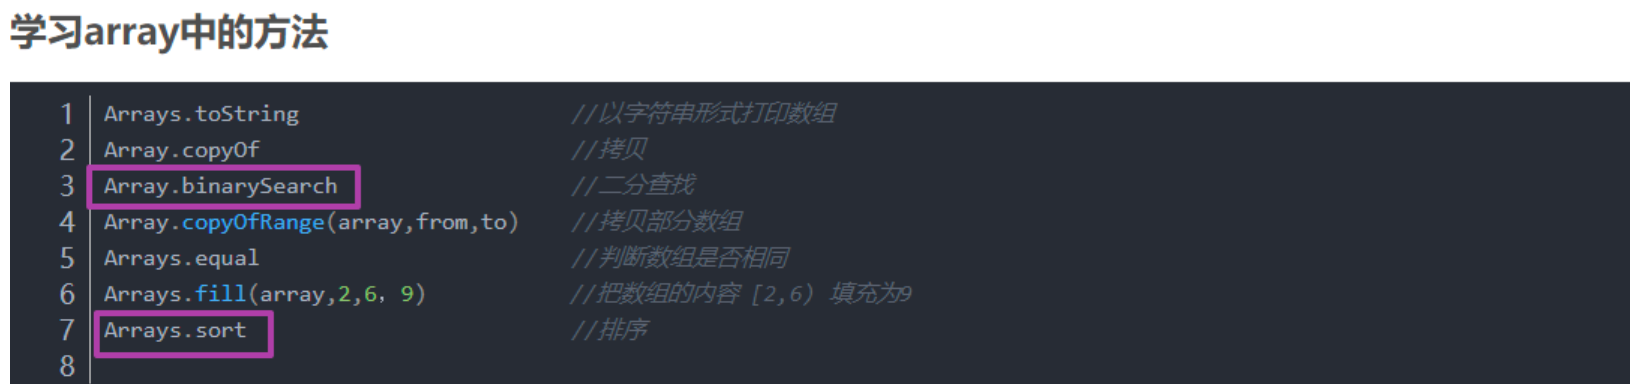 学习array中的方法
1 Arrays.toString //以字符串形式打印数组
2 Array.copyOf //拷贝
3 Array.binarySearch //二分查找
4 Array.copyOfRange(array,from,to) //拷贝部分数组
5 Arrays.equal //判断数组是否相同
6 Arrays.fill(array,2,6，9) //把数组的内容 [2,6) 填充为9
7 Arrays.sort //排序
8